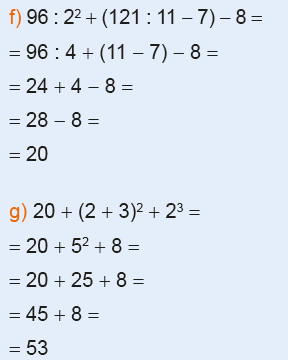 f) 96 : 2² + (121 : 11 – 7) – 8 =
= 96 : 4 + (11 – 7) – 8 =
= 24 + 4 – 8 =
= 28 – 8 =
= 20
g) 20 + (2 + 3)² + 2³ =
= 20 + 5² + 8 =
= 20 + 25 + 8 =
= 45 + 8 =
= 53